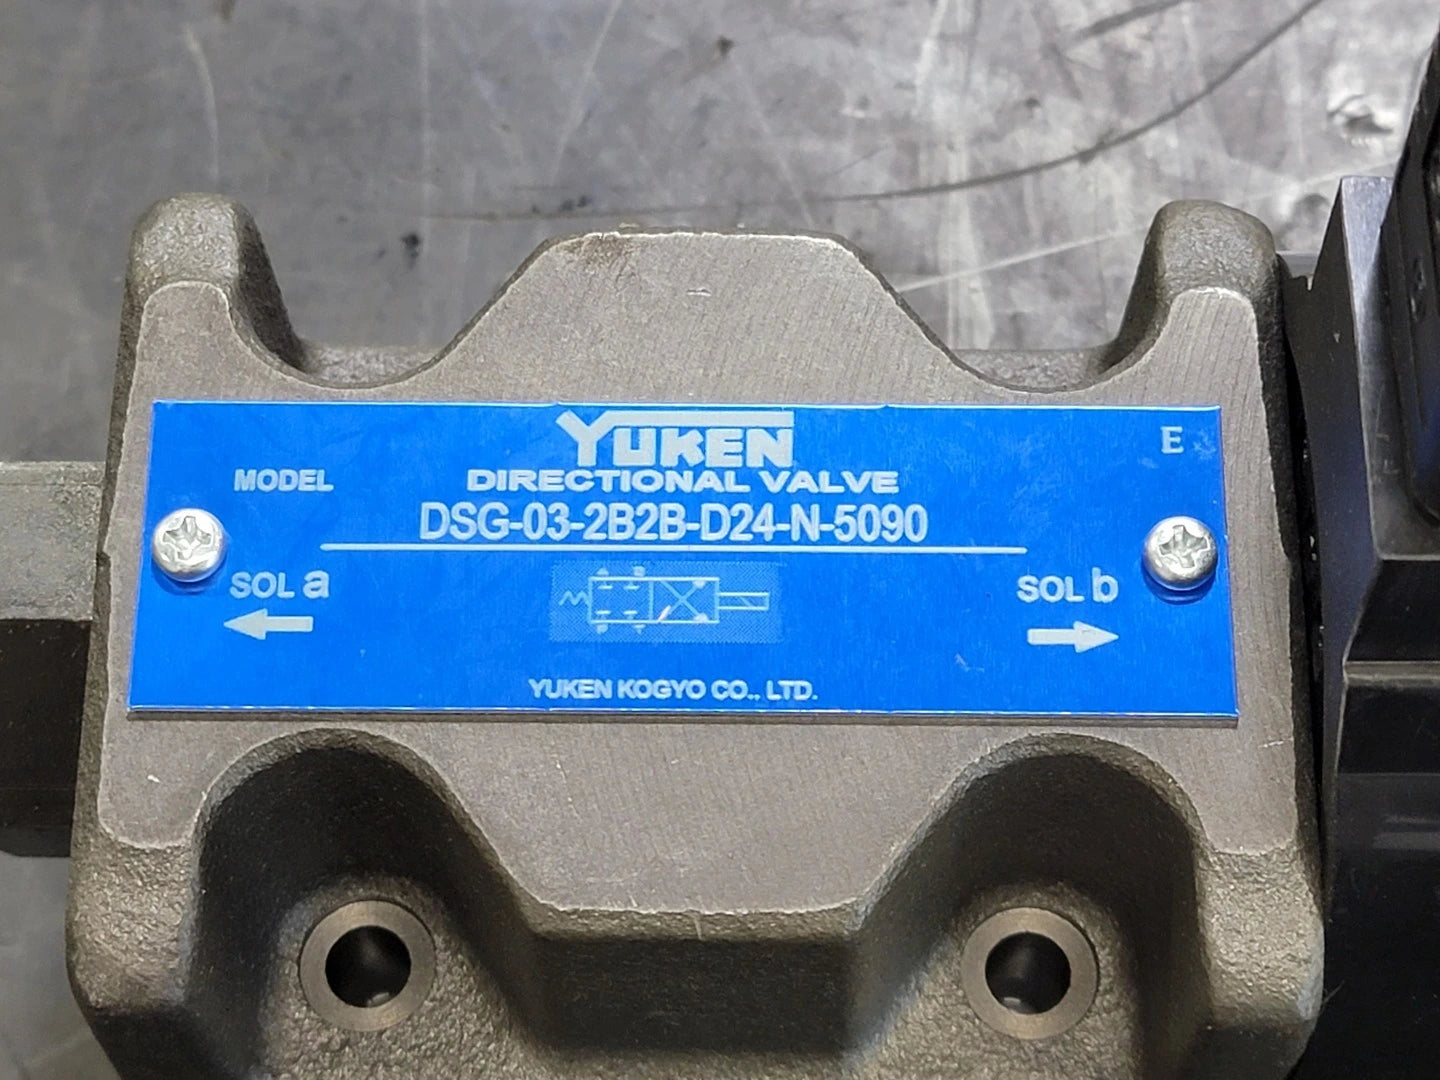 YUKEN
E
MODEL
DIRECTIONAL VALVE
DSG-03-2B2B-D24-N-5090
SOL a
SOL b
YUKEN KOGYO CO., LTD.